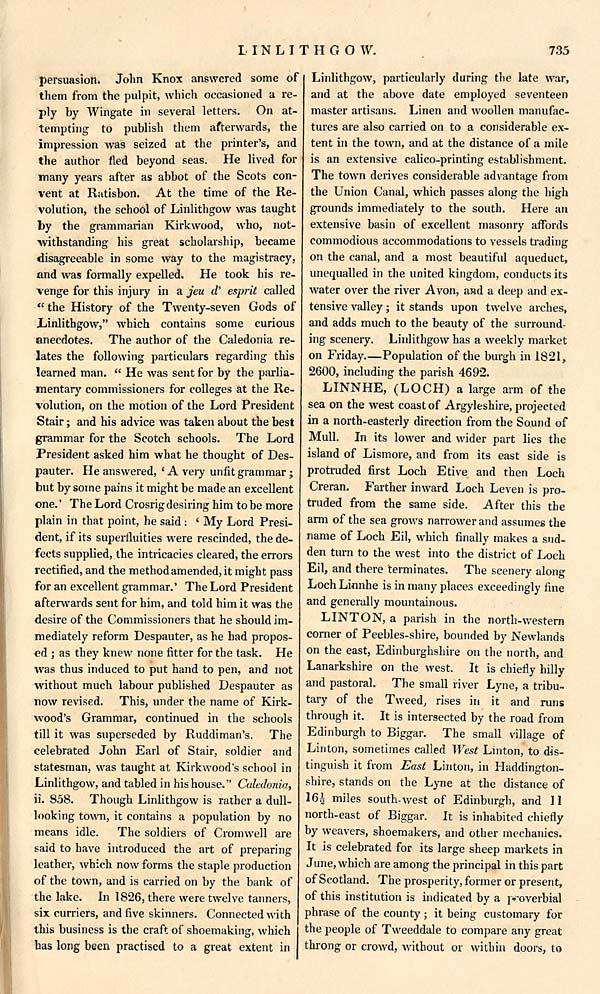 LINLITHGOW.
735
persuasion. John Knox answered some of
them from the pulpit, which occasioned a re-
ply by Wingate in several letters. On at-
tempting to publish them afterwards, the
impression was seized at the printer's, and
the author fled beyond seas. He lived for
many years after as abbot of the Scots con-
vent at Ratisbon. At the time of the Re-
volution, the school of Linlithgow was taught
by the grammarian Kirkwood, who, not-
withstanding his great scholarship, became
disagreeable in some way to the magistracy,
and was formally expelled. He took his re-
venge for this injury in a jeu d' esprit called
"the History of the Twenty-seven Gods of
Linlithgow," which contains some curious
anecdotes. The author of the Caledonia re-
lates the following particulars regarding this
learned man. " He was sent for by the parlia-
mentary commissioners for colleges at the Re-
volution, on the motion of the Lord President
Stair; and his advice was taken about the best
grammar for the Scotch schools. The Lord
President asked him what he thought of Des-
pauter. He answered, ' A very unfit grammar ;
but by some pains it might be made an excellent
one.' The Lord Crosrig desiring him to be more
plain in that point, he said : ' My Lord Presi-
dent, if its superfluities were rescinded, the de-
fects supplied, the intricacies cleared, the errors
rectified, and the method amended, it might pass
for an excellent grammar.' The Lord President
afterwards sent for him, and told him it was the
desire of the Commissioners that he should im-
mediately reform Despauter, as he had propos-
ed ; as they knew none fitter for the task. He
was thus induced to put hand to pen, and not
without much labour published Despauter as
now revised. This, under the name of Kirk-
wood's Grammar, continued in the schools
till it was superseded by Ruddiman's. The
celebrated John Earl of Stair, soldier and
statesman, was taught at Kirkwood's school in
Linlithgow, and tabled in his house." Caledonia,
ii. 858. Though Linlithgow is rather a dull-
looking town, it contains a population by no
means idle. The soldiers of Cromwell are
said to have introduced the art of preparing
leather, which now forms the staple production
of the town, and is carried on by the bank of
the lake. In 1826, there were twelve tanners,
six curriers, and five skinners. Connected with
this business is the craft of shoemaking, which
has long been practised to a great extent in
Linlithgow, particularly during the late war,
and at the above date employed seventeen
master artisans. Linen and woollen manufac-
tures are also carried on to a considerable ex-
tent in the town, and at the distance of a mile
is an extensive calico-printing establishment.
The town derives considerable advantage from
the Union Canal, which passes along the high
grounds immediately to the south. Here an
extensive basin of excellent masonry affords
commodious accommodations to vessels trading
on the canal, and a most beautiful aqueduct,
unequalled in the united kingdom, conducts its
water over the river Avon, and a deep and ex-
tensive valley; it stands upon twelve arches,
and adds much to the beauty of the surround-
ing scenery. Linlithgow has a weekly market
on Friday.—Population of the burgh in 1821,
2600, including the parish 4692.
LINNHE, (LOCH) a large arm of the
sea on the west coast of Argyleshire, projected
in a north-easterly direction from the Sound of
Mull. In its lower and wider part lies the
island of Lismore, and from its east side is
protruded first Loch Etive and then Loch
Creran. Farther inward Loch Leven is pro-
truded from the same side. After this the
arm of the sea grows narrower and assumes the
name of Loch Eil, which finally makes a sud-
den turn to the west into the district of Loch
Eil, and there terminates. The scenery along
Loch Linnhe is in many places exceedingly fine
and generally mountainous.
LINTON, a parish in the north-western
corner of Peebles-shire, bounded by Newlands
on the east, Edinburghshire on the north, and
Lanarkshire on the west. It is chiefly hilly
and pastoral. The small river Lyne, a tribu-
tary of the Tweed, rises in it and runs
through it. It is intersected by the road from
Edinburgh to Biggar. The small village of
Linton, sometimes called West Linton, to dis-
tinguish it from East Linton, in Haddington-
shire, stands on the Lyne at the distance of
16½ miles south-west of Edinburgh, and 11
north-east of Biggar. It is inhabited chiefly
by weavers, shoemakers, and other mechanics.
It is celebrated for its large sheep markets in
June, which are among the principal in this part
of Scotland. The prosperity, former or present,
of this institution is indicated by a proverbial
phrase of the county ; it being customary for
the people of Tweeddale to compare any great
throng or crowd, without or within doors, to